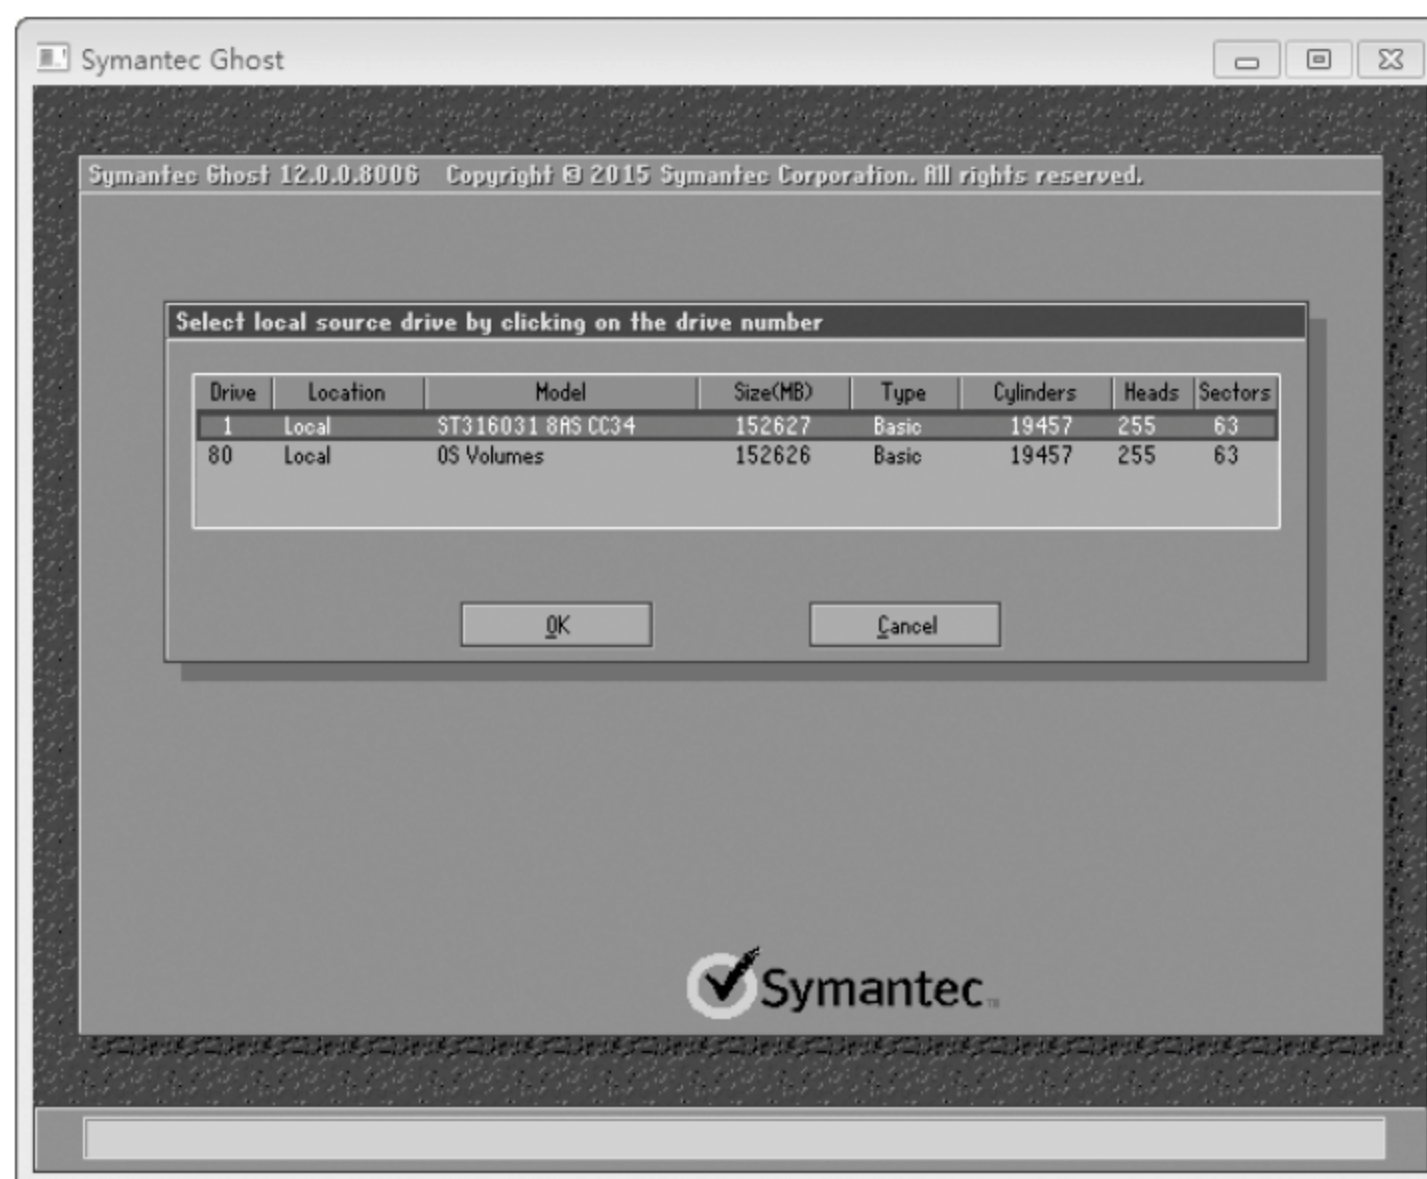 Symantec Ghost
Symantec Ghost 12.0.0.8006 Copyright © 2015 Symantec Corporation. All rights reserved.
Select local source drive by clicking on the drive number
Drive Location Model Size(MB) Type Cylinders Heads Sectors
1 Local ST316031 8AS CC34 152627 Basic 19457 255 63
80 Local OS Volumes 152626 Basic 19457 255 63
OK Cancel
Symantec™